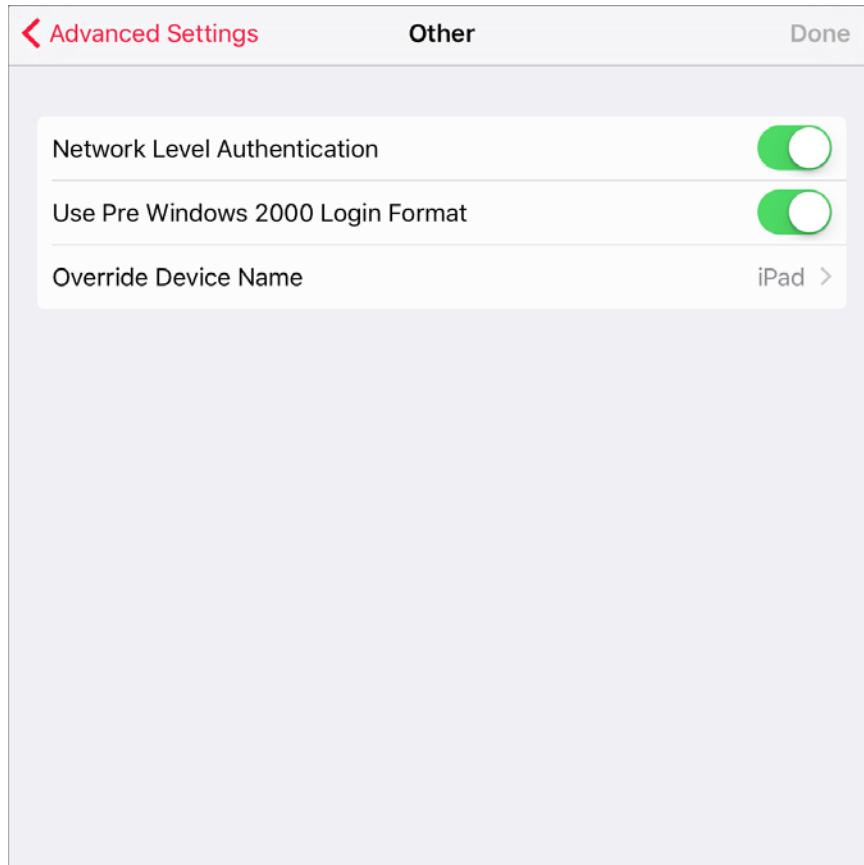 Advanced Settings Other Done
Network Level Authentication
Use Pre Windows 2000 Login Format
Override Device Name iPad